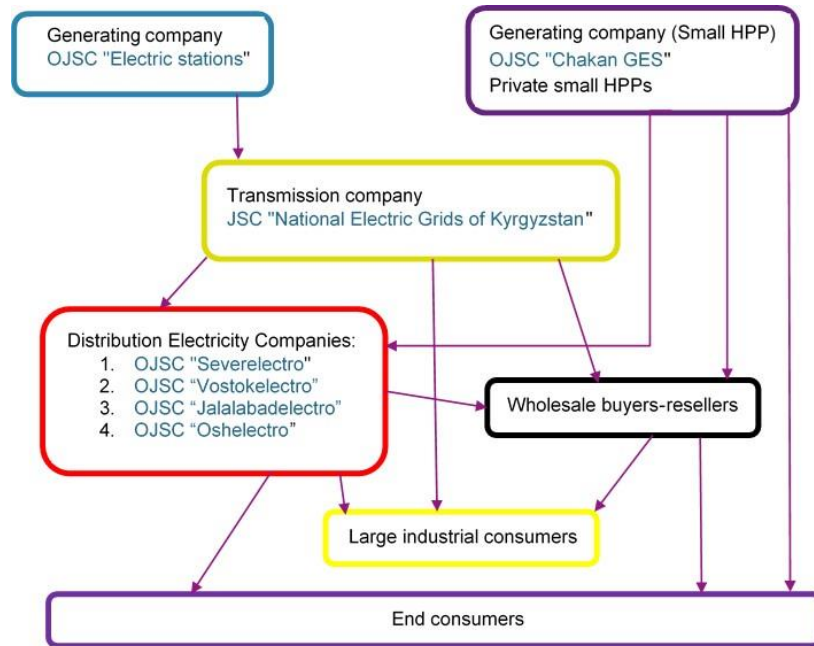 Generating company
OJSC "Electric stations"
Generating company (Small HPP)
OJSC "Chakan GES"
Private small HPPs
Transmission company
JSC "National Electric Grids of Kyrgyzstan"
Distribution Electricity Companies:
1. OJSC "Severelectro"
2. OJSC “Vostokelectro”
3. OJSC “Jalalabadelectro”
4. OJSC “Oshelectro”
Wholesale buyers-resellers
Large industrial consumers
End consumers